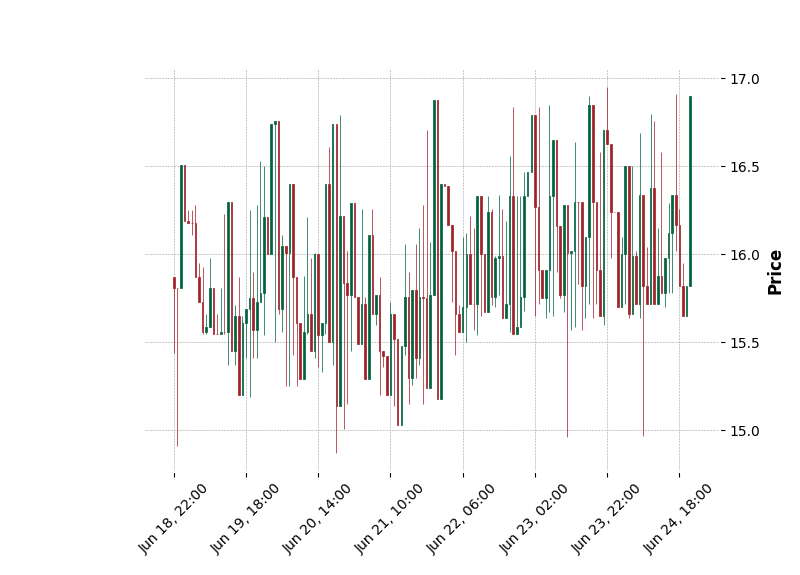 17.0
16.5
16.0
15.5
15.0
Price
Jun 18, 22:00
Jun 19, 18:00
Jun 20, 14:00
Jun 21, 10:00
Jun 22, 06:00
Jun 23, 02:00
Jun 23, 22:00
Jun 24, 18:00